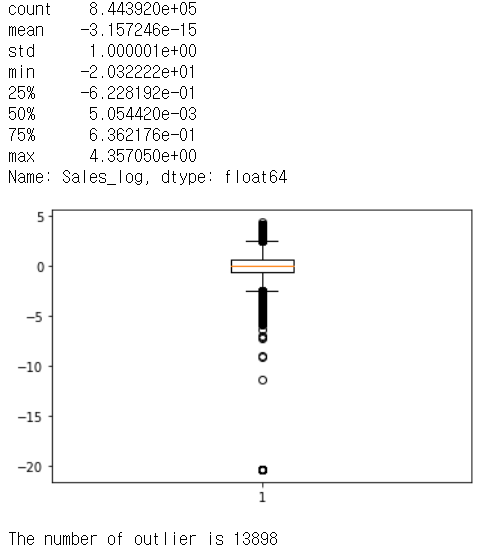 count    8.443920e+05
mean    -3.157246e-15
std      1.000001e+00
min     -2.032222e+01
25%     -6.228192e-01
50%      5.054420e-03
75%      6.362176e-01
max      4.357050e+00
Name: Sales_log, dtype: float64
5
0
−5
−10
−15
−20
1
The number of outlier is 13898